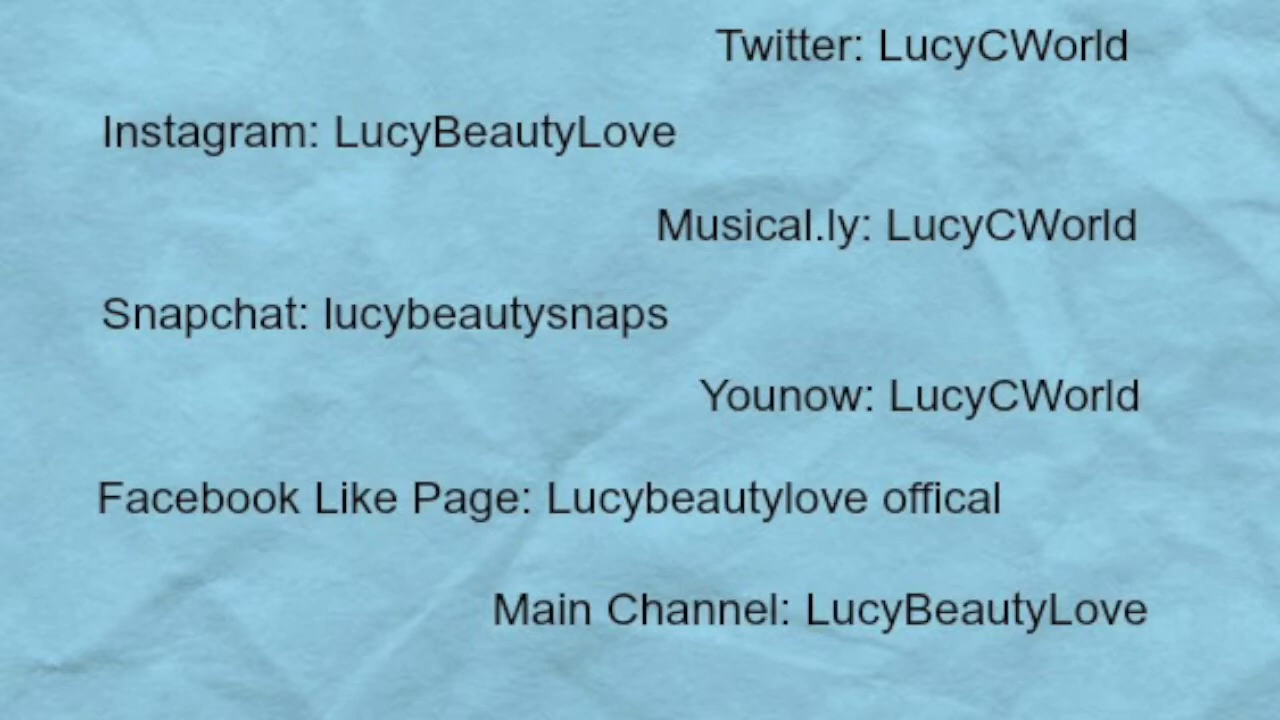 Twitter: LucyCWorld
Instagram: LucyBeautyLove
Musical.ly: LucyCWorld
Snapchat: lucybeautysnaps
Younow: LucyCWorld
Facebook Like Page: Lucybeautylove offical
Main Channel: LucyBeautyLove